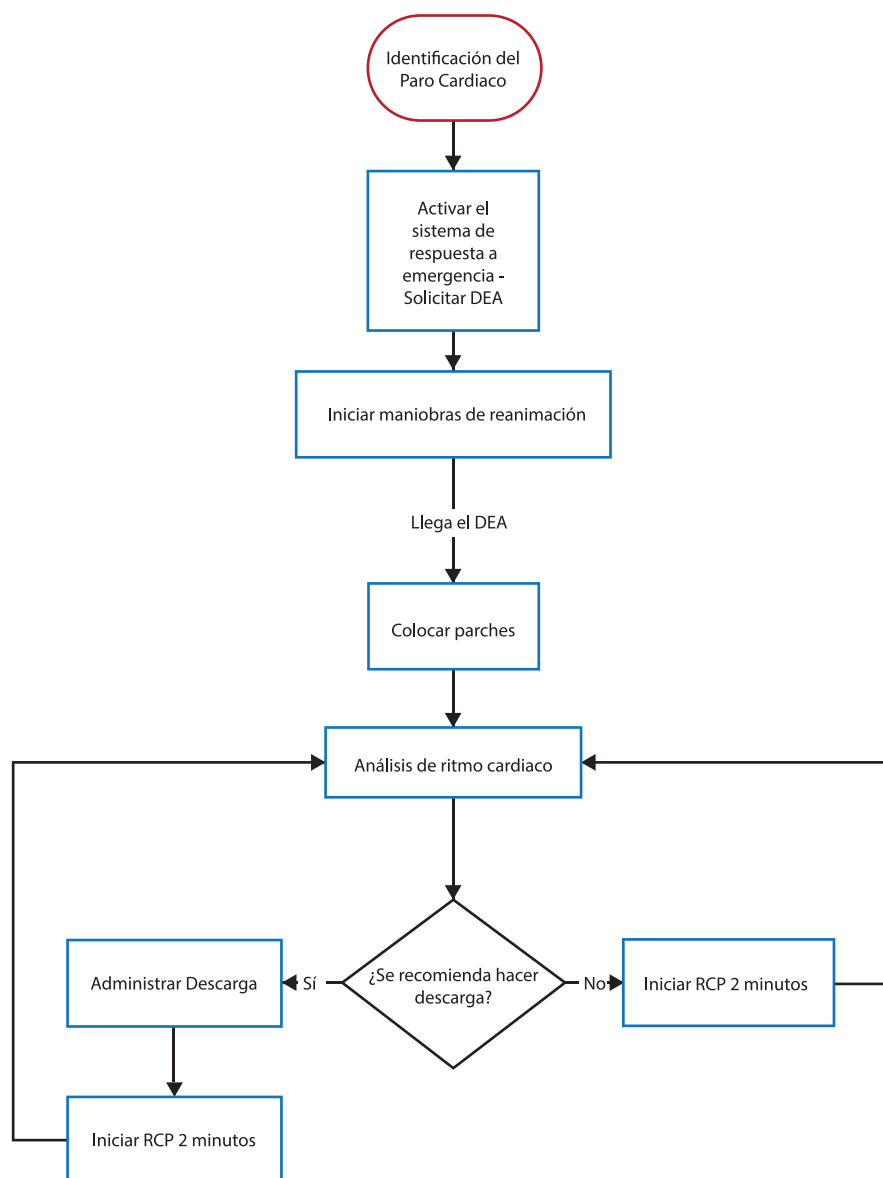 Identificación del
Paro Cardiaco
Activar el
sistema de
respuesta a
emergencia -
Solicitar DEA
Iniciar maniobras de reanimación
Llega el DEA
Colocar parches
Análisis de ritmo cardiaco
¿Se recomienda hacer
descarga?
Sí
Administrar Descarga
Iniciar RCP 2 minutos
No
Iniciar RCP 2 minutos